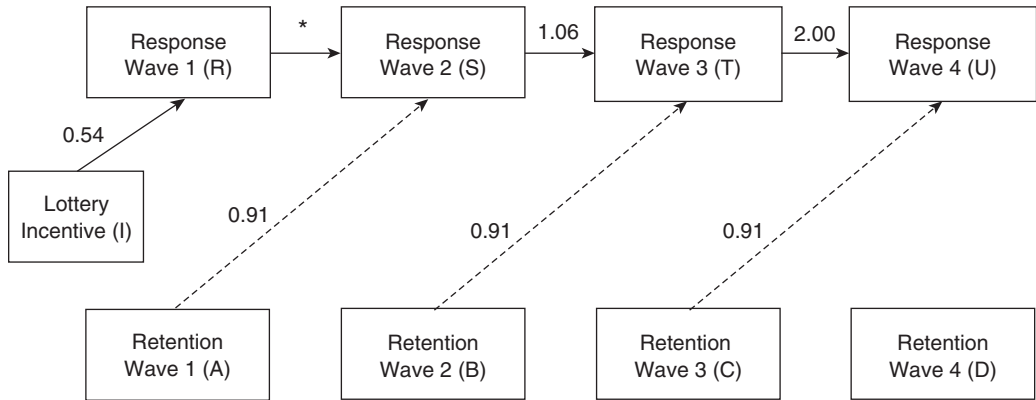 Response
Wave 1 (R)
*
Response
Wave 2 (S)
1.06
Response
Wave 3 (T)
2.00
Response
Wave 4 (U)
0.54
Lottery
Incentive (I)
0.91
0.91
0.91
Retention
Wave 1 (A)
Retention
Wave 2 (B)
Retention
Wave 3 (C)
Retention
Wave 4 (D)